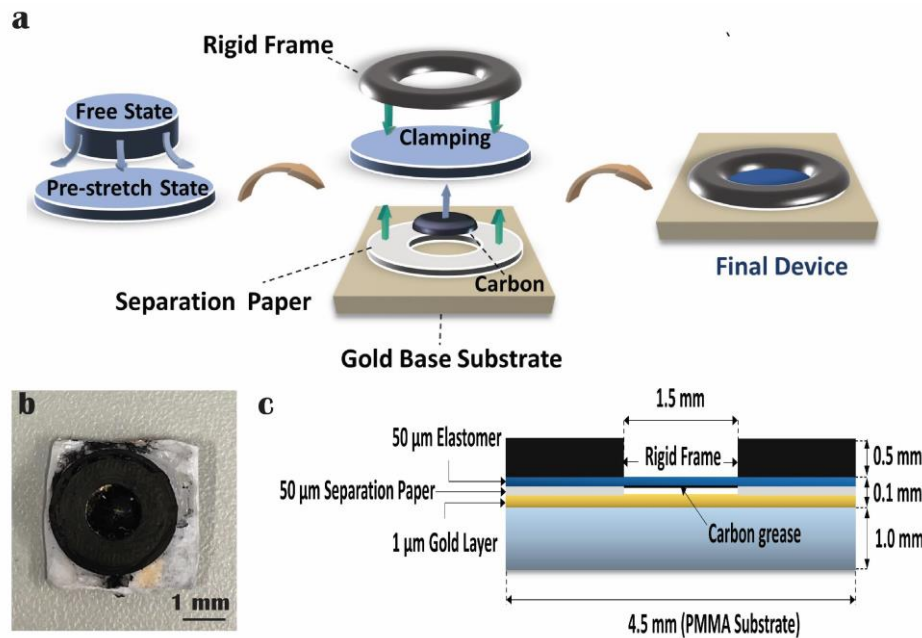 a
Rigid Frame
Free State
Clamping
Pre-stretch State
Carbon
Separation Paper
Final Device
Gold Base Substrate
b
1 mm
c
1.5 mm
50 µm Elastomer
Rigid Frame
0.5 mm
50 µm Separation Paper
0.1 mm
1 µm Gold Layer
Carbon grease
1.0 mm
4.5 mm (PMMA Substrate)